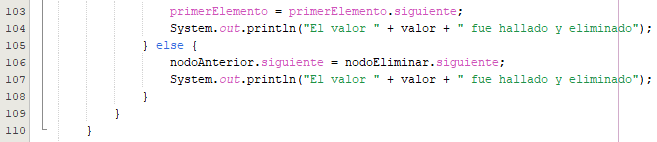 103 primerElemento = primerElemento.siguiente;
104 System.out.println("El valor " + valor + " fue hallado y eliminado");
105 } else {
106 nodoAnterior.siguiente = nodoEliminar.siguiente;
107 System.out.println("El valor " + valor + " fue hallado y eliminado");
108 }
109 }
110 }